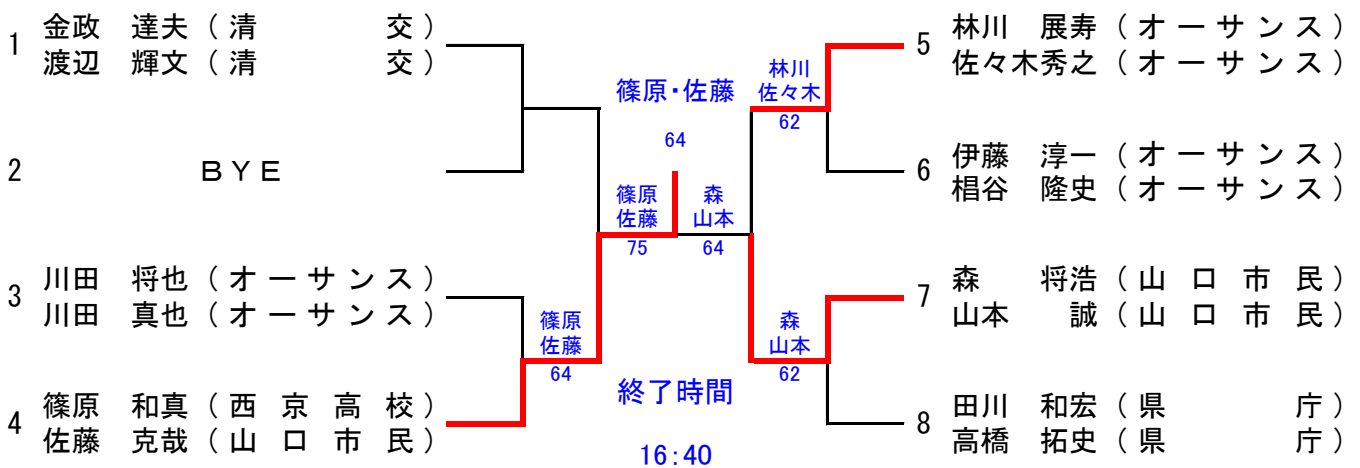 1
金政　達夫（清　　　交）
渡辺　輝文（清　　　交）
2
ＢＹＥ
3
川田　将也（オーサンス）
川田　真也（オーサンス）
4
篠原　和真（西京高校）
佐藤　克哉（山口市民）
篠原
佐藤
64
篠原
佐藤
75
篠原・佐藤
64
森
山本
64
終了時間
16:40
林川
佐々木
62
森
山本
62
5
林川　展寿（オーサンス）
佐々木秀之（オーサンス）
6
伊藤　淳一（オーサンス）
椙谷　隆史（オーサンス）
7
森　　将浩（山口市民）
山本　　誠（山口市民）
8
田川　和宏（県　　　庁）
高橋　拓史（県　　　庁）